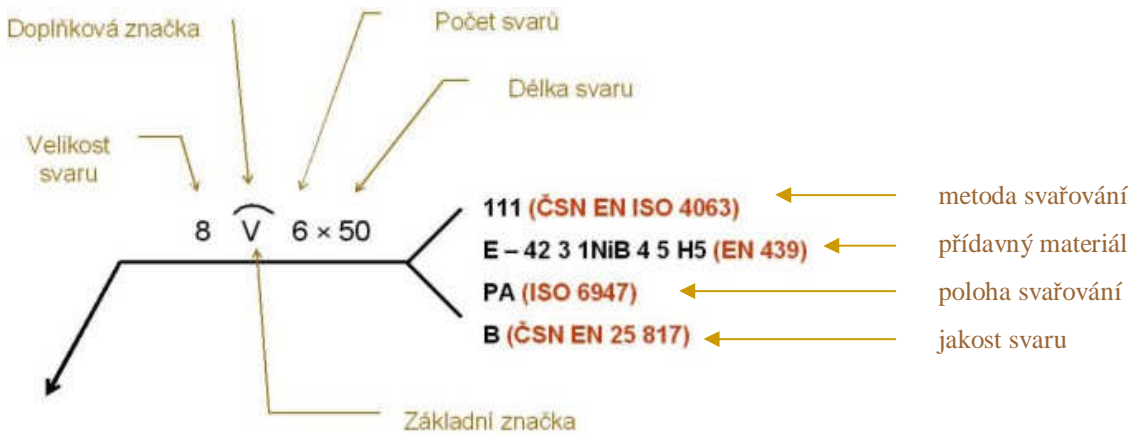 Doplňková značka
Počet svarů
Délka svaru
Velikost
svaru
8 V 6 × 50
111 (ČSN EN ISO 4063)
metoda svařování
E – 42 3 1NiB 4 5 H5 (EN 439)
přídavný materiál
PA (ISO 6947)
poloha svařování
B (ČSN EN 25 817)
jakost svaru
Základní značka